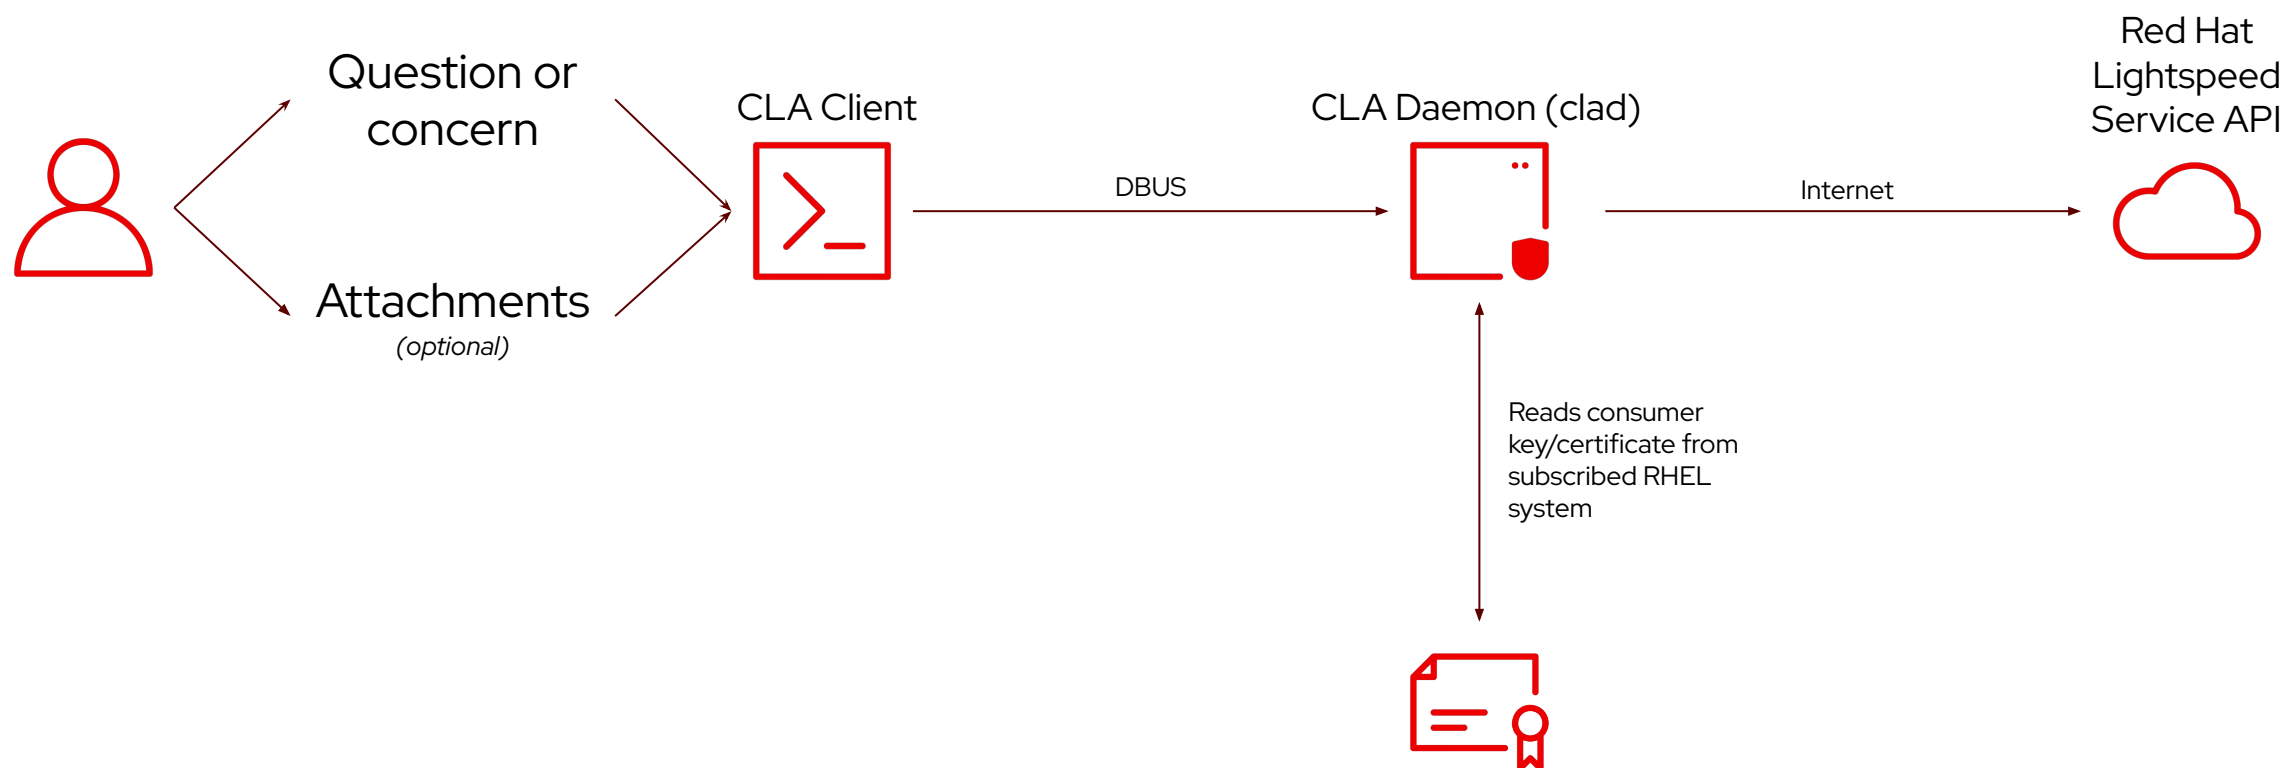 Question or
concern
Attachments
(optional)
CLA Client
DBUS
CLA Daemon (clad)
Internet
Red Hat
Lightspeed
Service API
Reads consumer
key/certificate from
subscribed RHEL
system